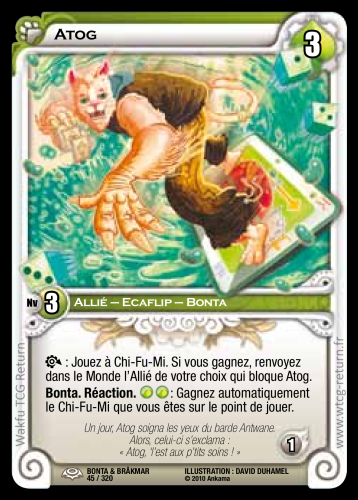 Atog
3
Nv 3
Allié – Ecaflip – Bonta
: Jouez à Chi-Fu-Mi. Si vous gagnez, renvoyez
dans le Monde l'Allié de votre choix qui bloque Atog.
Bonta. Réaction. : Gagnez automatiquement
le Chi-Fu-Mi que vous êtes sur le point de jouer.
Un jour, Atog soigna les yeux du barde Antwane.
Alors, celui-ci s'exclama :
« Atog, 'l'est aux p'tits soins ! »
1
BONTA & BRÂKMAR
45 / 320
ILLUSTRATION : DAVID DUHAMEL
© 2010 Ankama
Wakfu TCG Return
www.wtcg-return.fr